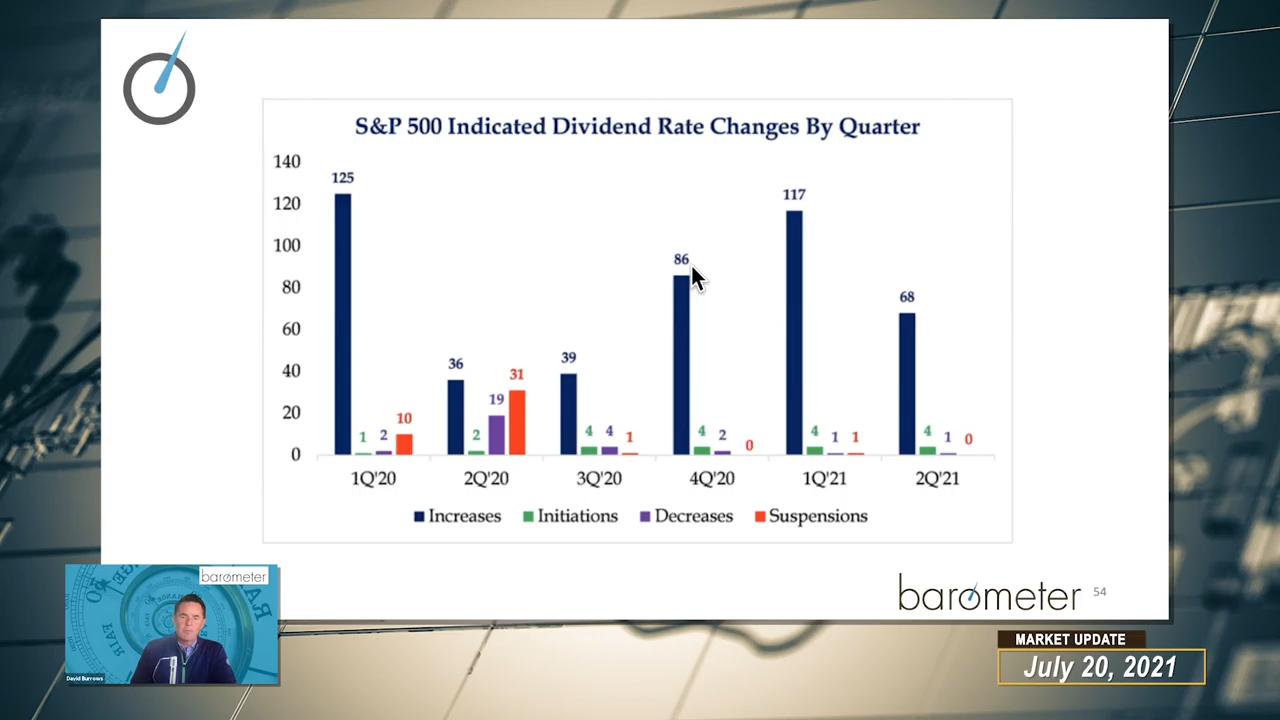 S&P 500 Indicated Dividend Rate Changes By Quarter
140
120
100
80
60
40
20
0
125
1
2
10
36
2
19
31
39
4
4
1
86
4
2
0
117
4
1
1
68
4
1
0
1Q'20
2Q'20
3Q'20
4Q'20
1Q'21
2Q'21
Increases
Initiations
Decreases
Suspensions
barometer
54
barometer
FAIR
David Burrows
MARKET UPDATE
July 20, 2021